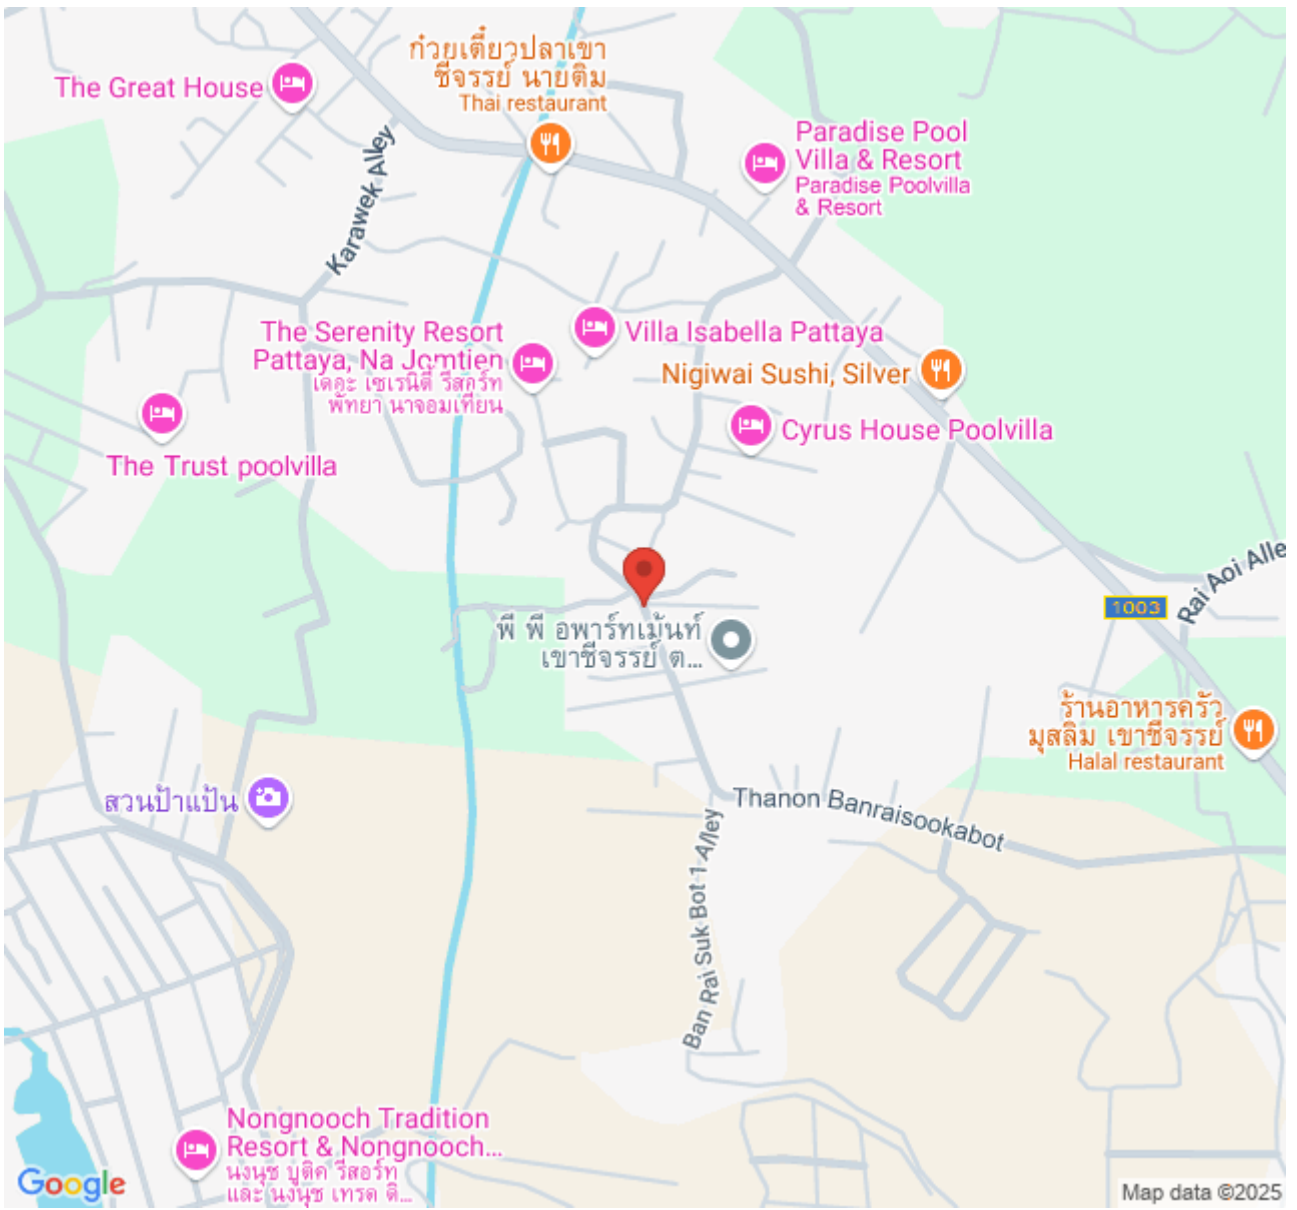 ก๋วยเตี๋ยวปลาเขา
ชีจรรย์ นายติม
Thai restaurant
The Great House
Paradise Pool
Villa & Resort
Paradise Poolvilla
& Resort
Karawek Alley
The Serenity Resort
Pattaya, Na Jomtien
เดอะ เซเรนิตี้ รีสอร์ท
พัทยา นาจอมเทียน
Villa Isabella Pattaya
Nigiwai Sushi, Silver
Cyrus House Poolvilla
The Trust poolvilla
Rai Aoi Alle
1003
พี พี อพาร์ทเม้นท์
เขาชีจรรย์ ต...
ร้านอาหารครัว
มุสลิม เขาชีจรรย์
Halal restaurant
สวนป้าแป้น
Thanon Banraisookabot
Ban Rai Suk Bot 1 Alley
Nongnooch Tradition
Resort & Nongnooch...
นงนุช บูติค รีสอร์ท
และ นงนุช เทรด ดิ...
Google
Map data ©2025